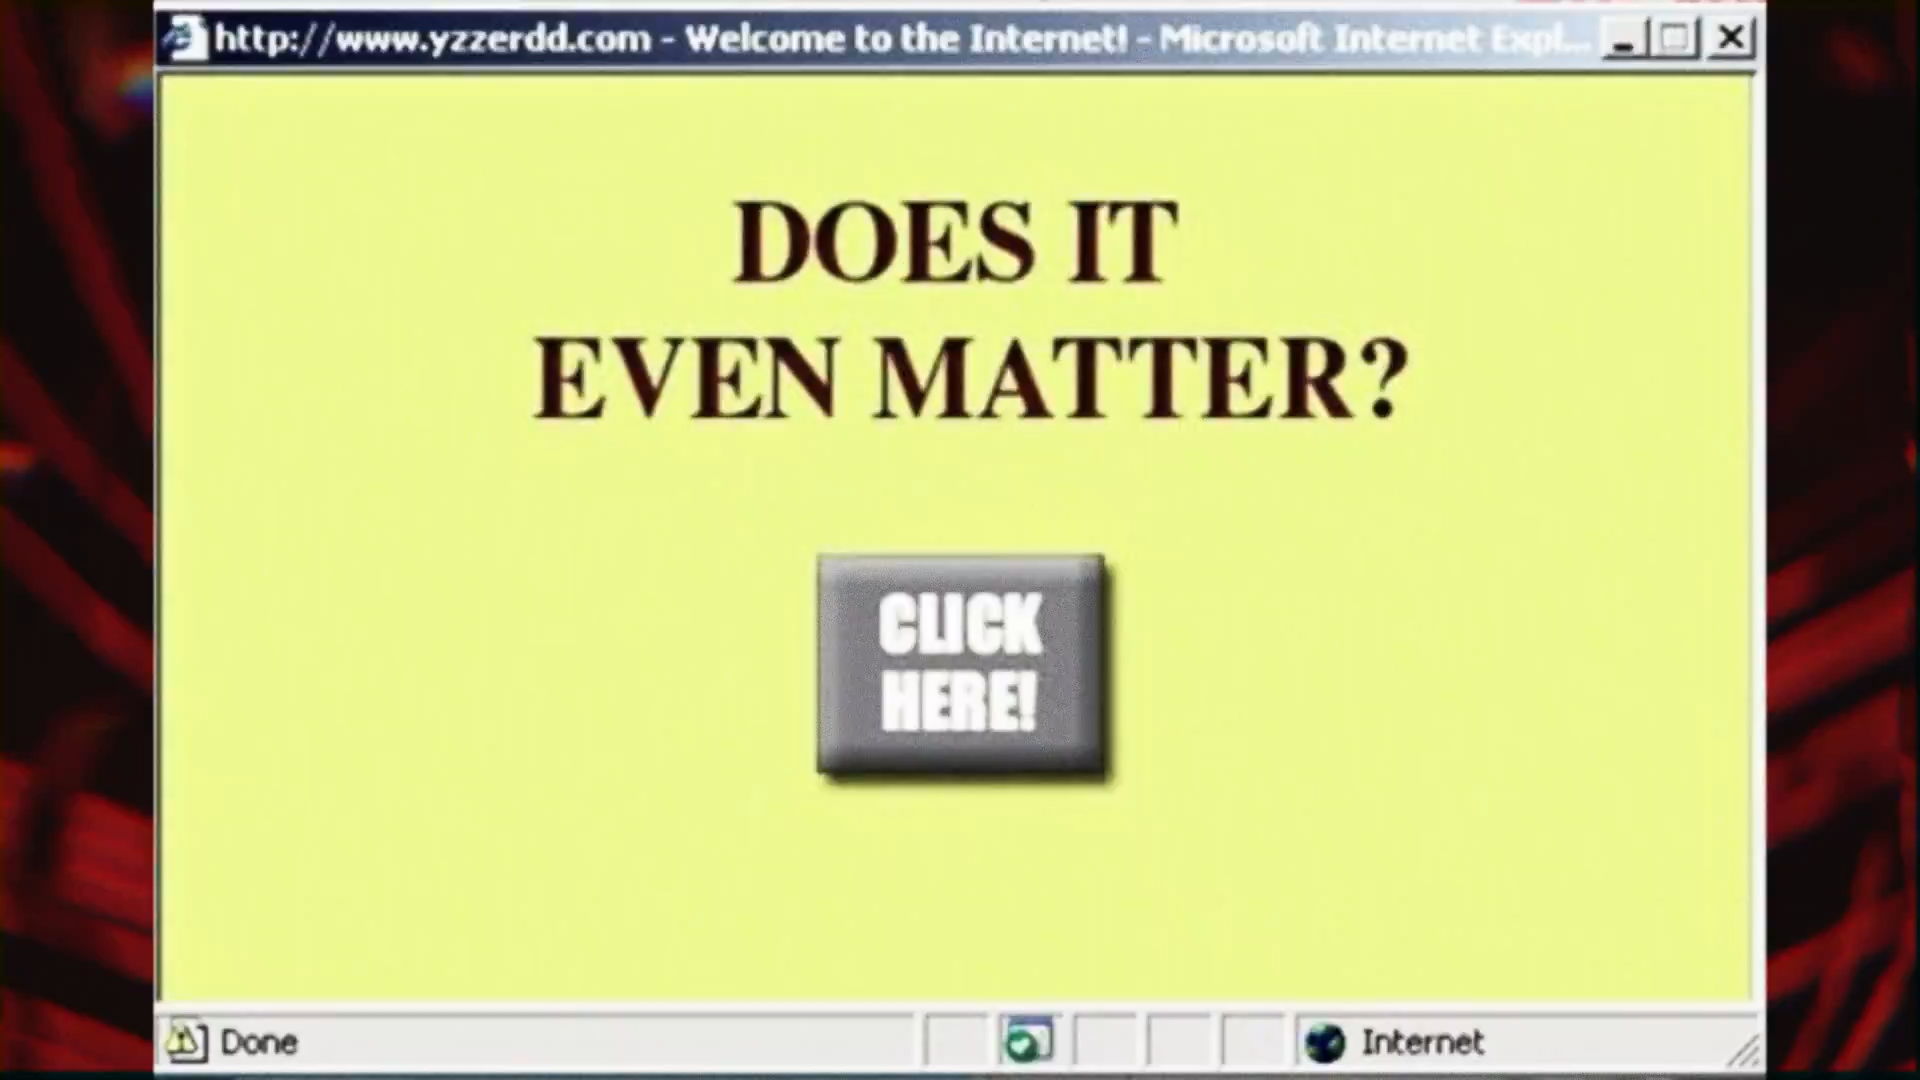 http://www.yzzerdd.com - Welcome to the Internet! - Microsoft Internet Expl...
DOES IT
EVEN MATTER?
CLICK
HERE!
Done
Internet